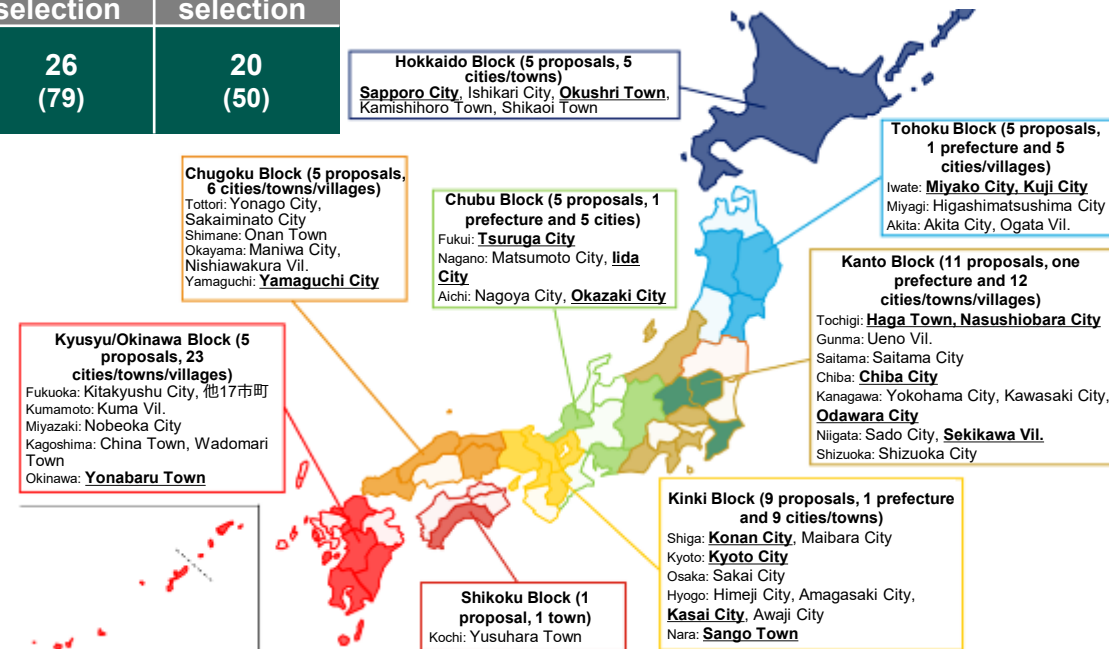 selection selection
26 20
(79) (50)
Hokkaido Block (5 proposals, 5
cities/towns)
Sapporo City, Ishikari City, Okushri Town,
Kamishihoro Town, Shikaoi Town
Tohoku Block (5 proposals,
1 prefecture and 5
cities/villages)
Iwate: Miyako City, Kuji City
Miyagi: Higashimatsushima City
Akita: Akita City, Ogata Vil.
Chugoku Block (5 proposals,
6 cities/towns/villages)
Tottori: Yonago City,
Sakaiminato City
Shimane: Onan Town
Okayama: Maniwa City,
Nishiawakura Vil.
Yamaguchi: Yamaguchi City
Chubu Block (5 proposals, 1
prefecture and 5 cities)
Fukui: Tsuruga City
Nagano: Matsumoto City, Iida
City
Aichi: Nagoya City, Okazaki City
Kanto Block (11 proposals, one
prefecture and 12
cities/towns/villages)
Tochigi: Haga Town, Nasushiobara City
Gunma: Ueno Vil.
Saitama: Saitama City
Chiba: Chiba City
Kanagawa: Yokohama City, Kawasaki City,
Odawara City
Niigata: Sado City, Sekikawa Vil.
Shizuoka: Shizuoka City
Kyusyu/Okinawa Block (5
proposals, 23
cities/towns/villages)
Fukuoka: Kitakyushu City, 他17市町
Kumamoto: Kuma Vil.
Miyazaki: Nobeoka City
Kagoshima: China Town, Wadomari
Town
Okinawa: Yonabaru Town
Kinki Block (9 proposals, 1 prefecture
and 9 cities/towns)
Shiga: Konan City, Maibara City
Kyoto: Kyoto City
Osaka: Sakai City
Hyogo: Himeji City, Amagasaki City,
Kasai City, Awaji City
Nara: Sango Town
Shikoku Block (1
proposal, 1 town)
Kochi: Yusuhara Town